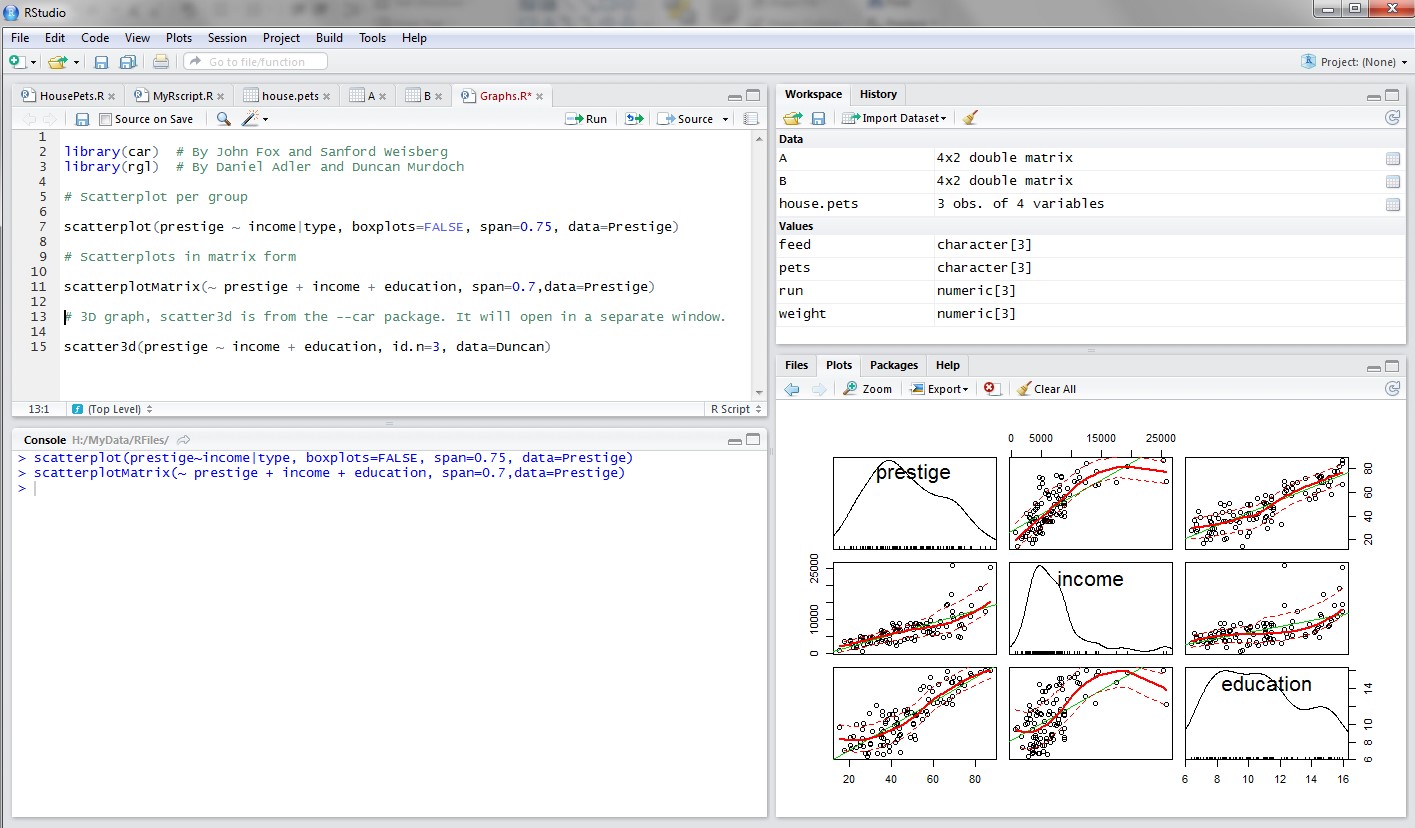 RStudio
File Edit Code View Plots Session Project Build Tools Help
Go to file/function
Project: (None)
HousePets.R
MyRscript.R
house.pets
A
B
Graphs.R*
Source on Save
Run
Source
1
2 library(car)  # By John Fox and Sanford Weisberg
3 library(rgl)  # By Daniel Adler and Duncan Murdoch
4
5 # Scatterplot per group
6
7 scatterplot(prestige ~ income|type, boxplots=FALSE, span=0.75, data=Prestige)
8
9 # Scatterplots in matrix form
10
11 scatterplotMatrix(~ prestige + income + education, span=0.7,data=Prestige)
12
13 # 3D graph, scatter3d is from the --car package. It will open in a separate window.
14
15 scatter3d(prestige ~ income + education, id.n=3, data=Duncan)
13:1 (Top Level) R Script
Console H:/MyData/RFiles/
> scatterplot(prestige~income|type, boxplots=FALSE, span=0.75, data=Prestige)
> scatterplotMatrix(~ prestige + income + education, span=0.7,data=Prestige)
>
Workspace History
Import Dataset
Data
A 4x2 double matrix
B 4x2 double matrix
house.pets 3 obs. of 4 variables
Values
feed character[3]
pets character[3]
run numeric[3]
weight numeric[3]
Files Plots Packages Help
Zoom Export Clear All
0 5000 15000 25000
prestige
20 40 60 80
0 10000 25000
income
education
6 8 10 14
20 40 60 80
6 8 10 12 14 16